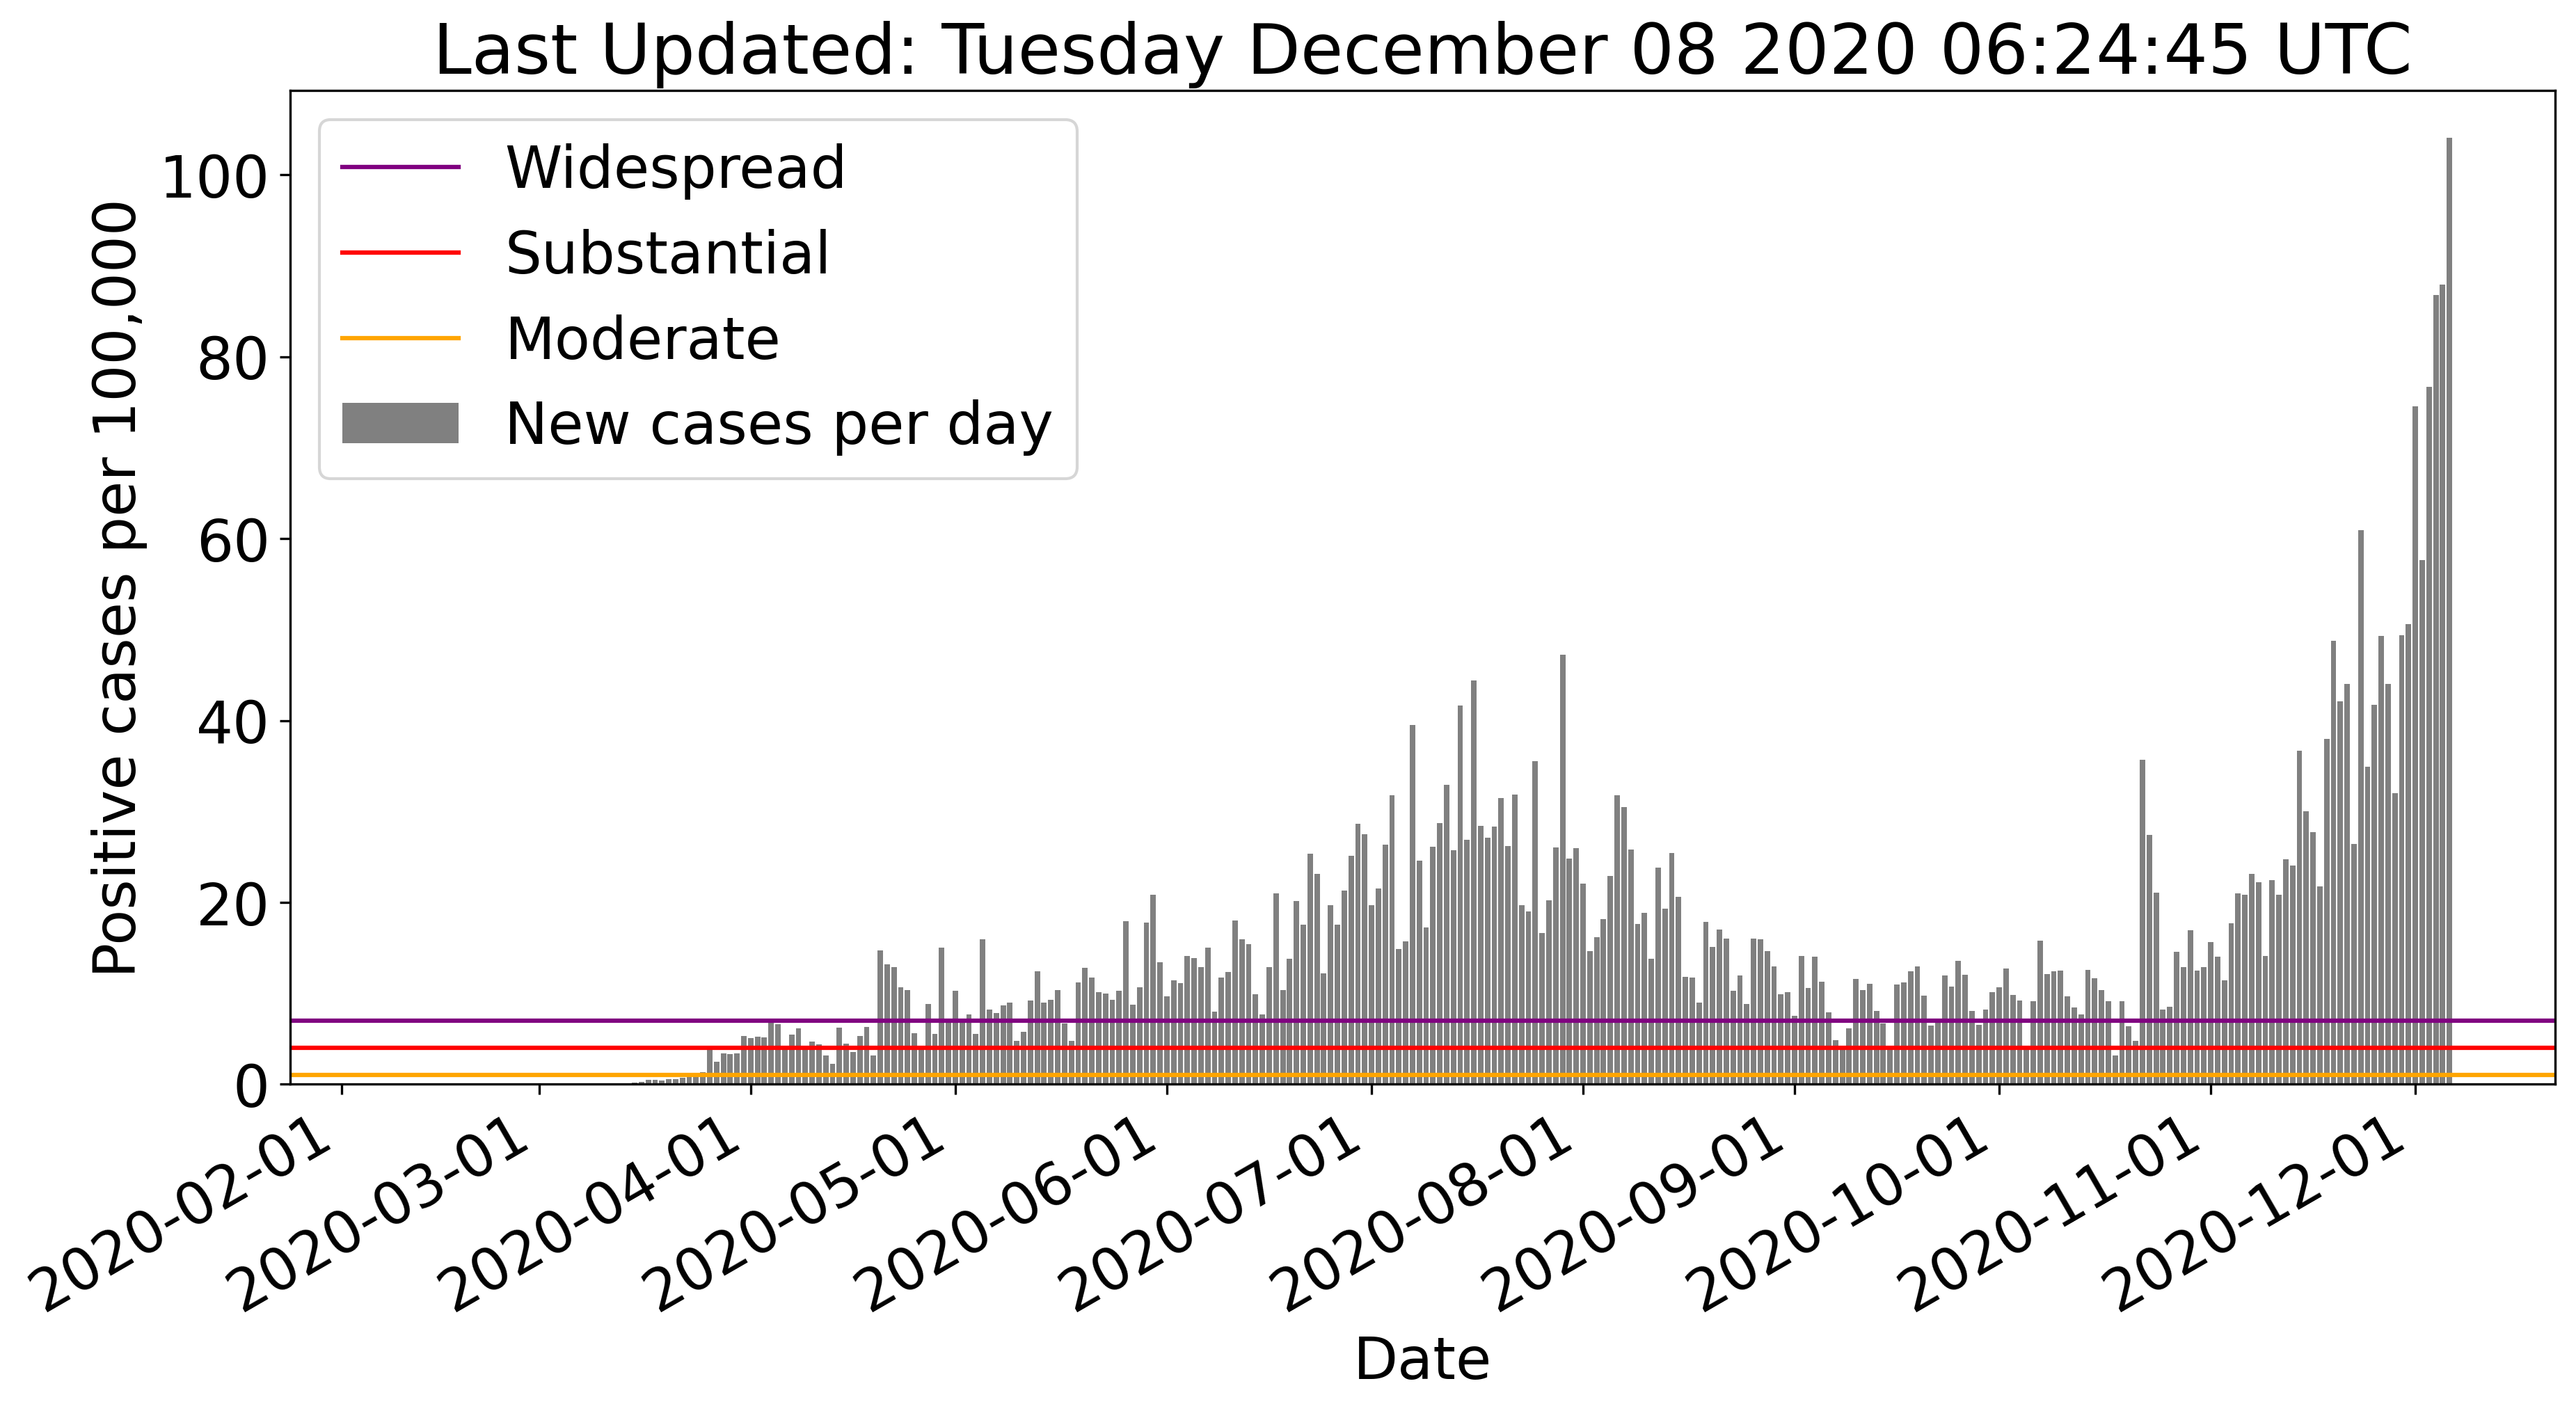 Last Updated: Tuesday December 08 2020 06:24:45 UTC
Widespread
Substantial
Moderate
New cases per day
Positive cases per 100,000
100
80
60
40
20
0
2020-02-01
2020-03-01
2020-04-01
2020-05-01
2020-06-01
2020-07-01
2020-08-01
2020-09-01
2020-10-01
2020-11-01
2020-12-01
Date